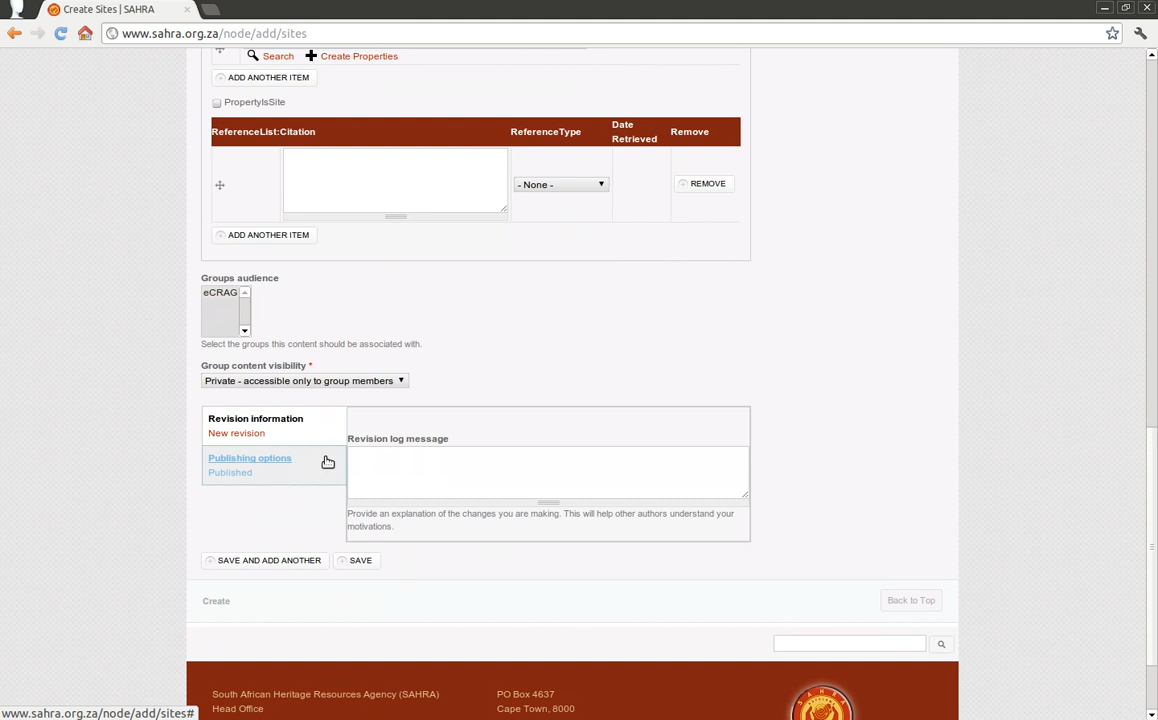 Create Sites | SAHRA
www.sahra.org.za/node/add/sites
Search Create Properties
ADD ANOTHER ITEM
PropertyIsSite
ReferenceList:Citation ReferenceType Date Retrieved Remove
- None - REMOVE
ADD ANOTHER ITEM
Groups audience
eCRAG
Select the groups this content should be associated with.
Group content visibility *
Private - accessible only to group members
Revision information
New revision
Revision log message
Publishing options
Published
Provide an explanation of the changes you are making. This will help other authors understand your
motivations.
SAVE AND ADD ANOTHER SAVE
Create Back to Top
South African Heritage Resources Agency (SAHRA) PO Box 4637
Head Office Cape Town, 8000
SAHRA
www.sahra.org.za/node/add/sites#